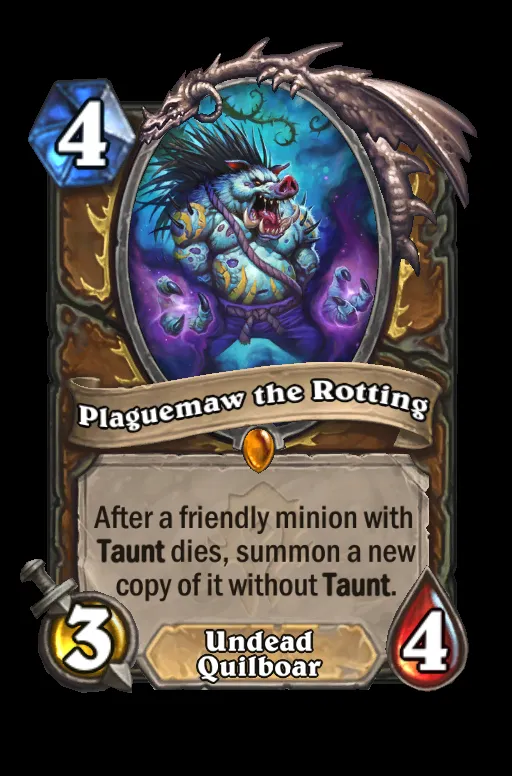 4
Plaguemaw the Rotting
After a friendly minion with
Taunt dies, summon a new
copy of it without Taunt.
3
Undead
Quilboar
4